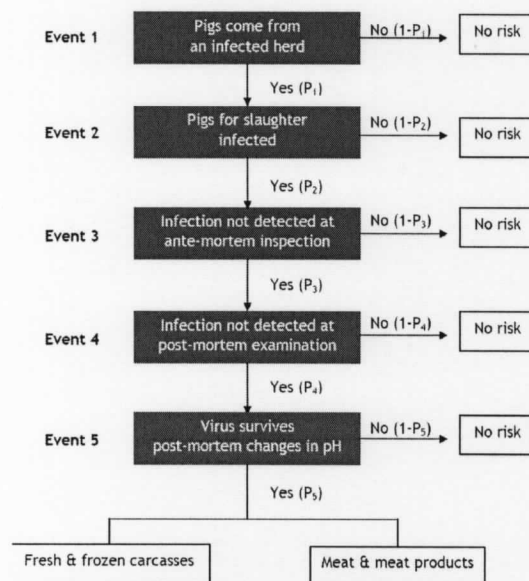 Event 1
Pigs come from
an infected herd
No (1-P₁)
No risk
Yes (P₁)
Event 2
Pigs for slaughter
infected
No (1-P₂)
No risk
Yes (P₂)
Event 3
Infection not detected at
ante-mortem inspection
No (1-P₃)
No risk
Yes (P₃)
Event 4
Infection not detected at
post-mortem examination
No (1-P₄)
No risk
Yes (P₄)
Event 5
Virus survives
post-mortem changes in pH
No (1-P₅)
No risk
Yes (P₅)
Fresh & frozen carcasses
Meat & meat products